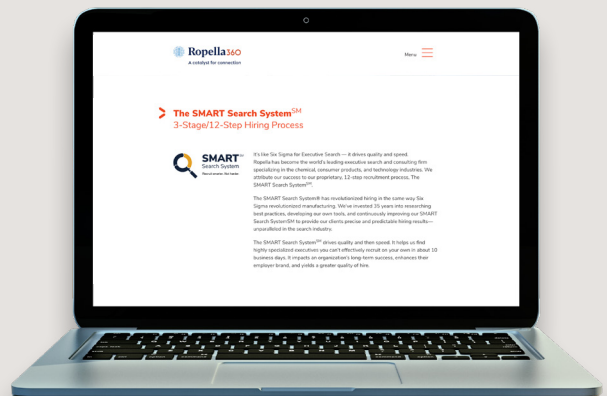 Ropella360
A catalyst for connection
Menu
The SMART Search System℠
3-Stage/12-Step Hiring Process
SMART
Search System
It's like Six Sigma for Executive Search — it drives quality and speed.
Ropella has become the world's leading executive search and consulting firm
specializing in the chemical, consumer products, and technology industries. We
attribute our success to our proprietary, 12-step recruitment process, The
SMART Search System℠.
The SMART Search System® has revolutionized hiring in the same way Six
Sigma revolutionized manufacturing. We've invented 35 years into researching
best practices, developing our own tools, and continuously improving our SMART
Search SystemSM to provide our clients precise and predictable hiring results—
unparalleled in the search industry.
The SMART Search System℠ drives quality and then speed. It helps us find
highly specialized executives you can't effectively recruit on your own in about 10
business days. It impacts an organization's long-term success, enhances their
employer brand, and yields a greater quality of hire.